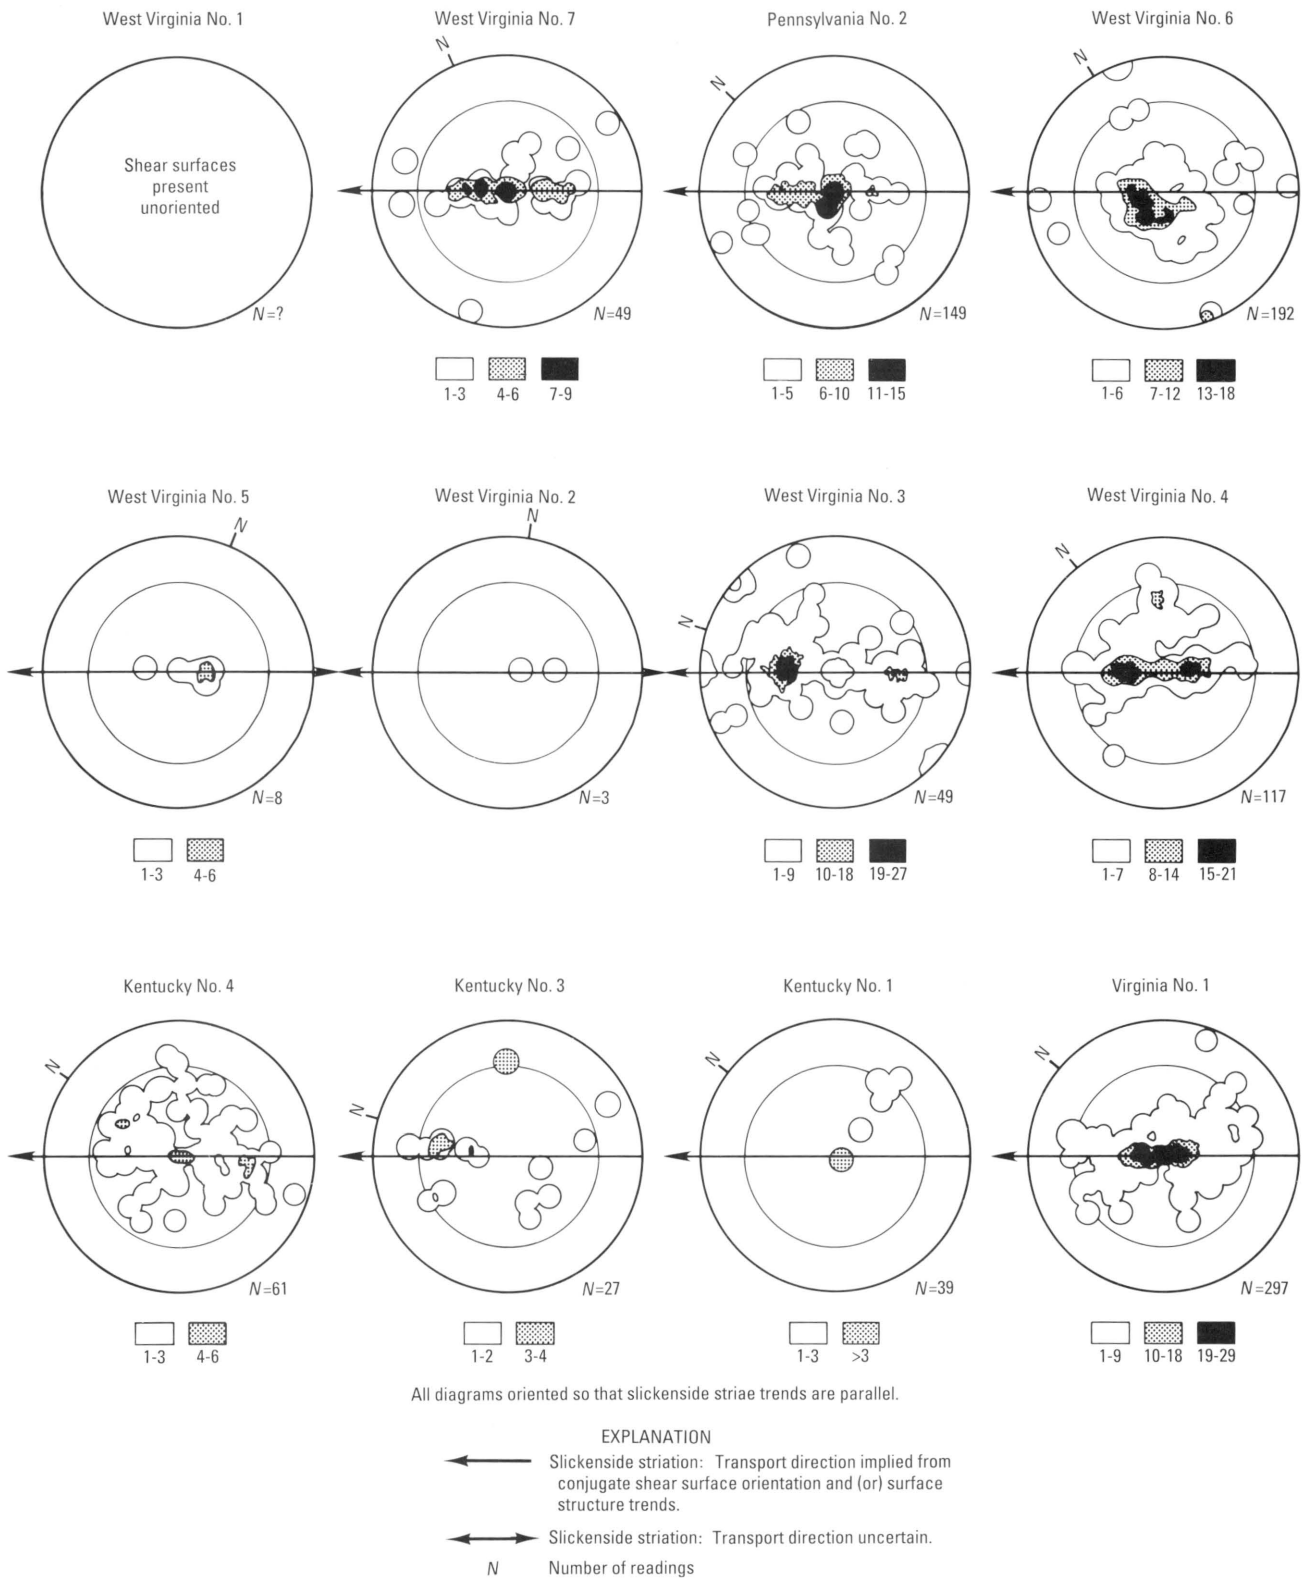 West Virginia No. 1
West Virginia No. 7
Pennsylvania No. 2
West Virginia No. 6
N
N
N
Shear surfaces
present
unoriented
N=?
N=49
N=149
N=192
1-3 4-6 7-9
1-5 6-10 11-15
1-6 7-12 13-18
West Virginia No. 5
West Virginia No. 2
West Virginia No. 3
West Virginia No. 4
N
N
N
N
N=8
N=3
N=49
N=117
1-3 4-6
1-9 10-18 19-27
1-7 8-14 15-21
Kentucky No. 4
Kentucky No. 3
Kentucky No. 1
Virginia No. 1
N
N
N
N
N=61
N=27
N=39
N=297
1-3 4-6
1-2 3-4
1-3 >3
1-9 10-18 19-29
All diagrams oriented so that slickenside striae trends are parallel.
EXPLANATION
Slickenside striation: Transport direction implied from
conjugate shear surface orientation and (or) surface
structure trends.
Slickenside striation: Transport direction uncertain.
N Number of readings